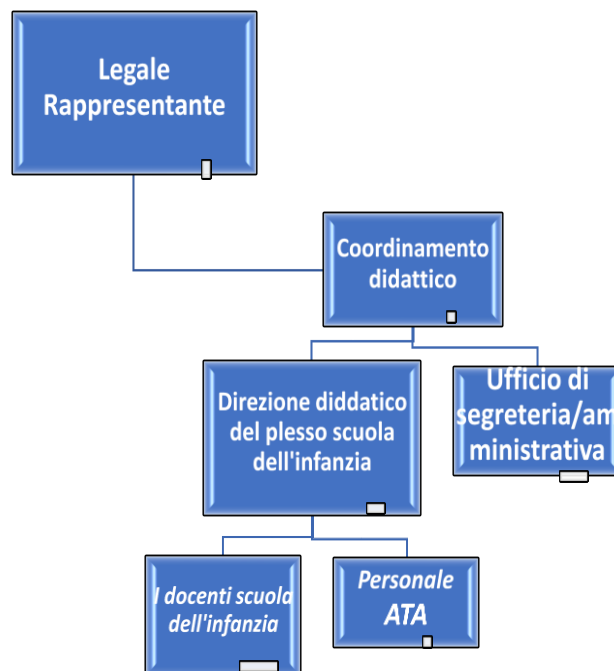 Legale
Rappresentante
Coordinamento
didattico
Direzione diddatico
del plesso scuola
dell'infanzia
Ufficio di
segreteria/am
ministrativa
I docenti scuola
dell'infanzia
Personale
ATA